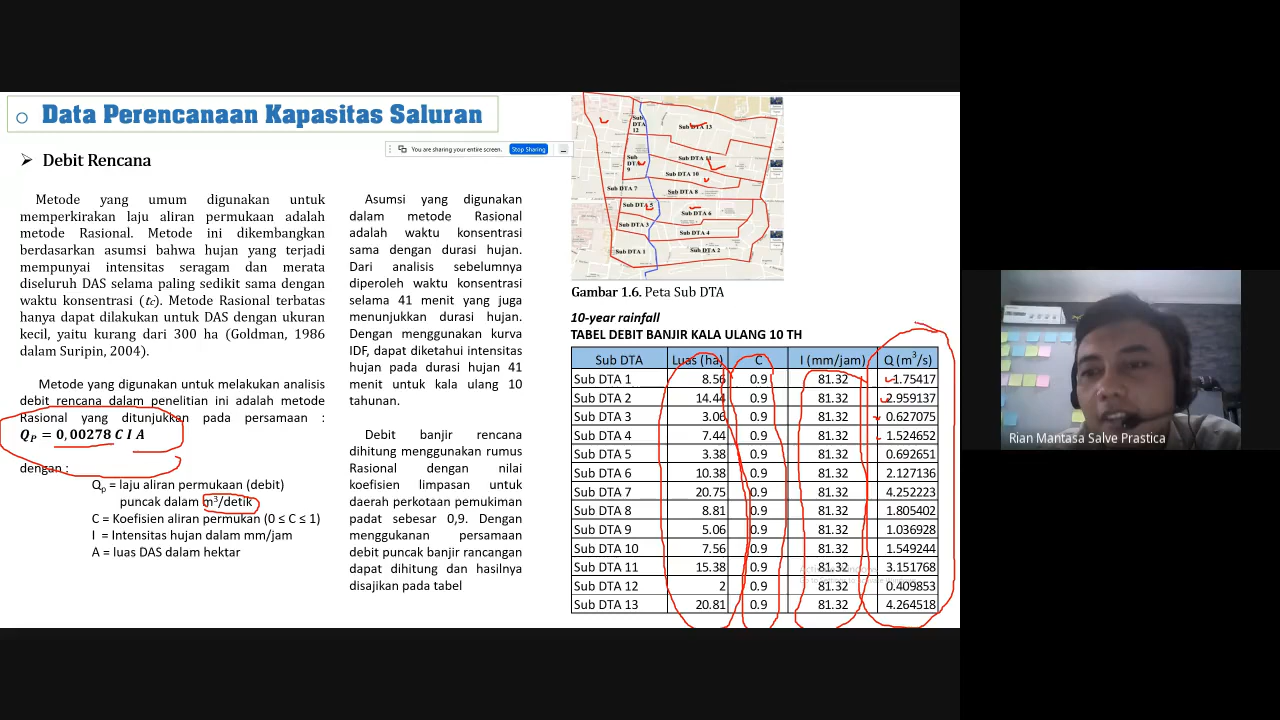 Data Perencanaan Kapasitas Saluran
You are sharing your entire screen.
Stop Sharing
Debit Rencana
Metode yang umum digunakan untuk
memperkirakan laju aliran permukaan adalah
metode Rasional. Metode ini dikembangkan
berdasarkan asumsi bahwa hujan yang terjadi
mempunyai intensitas seragam dan merata
diseluruh DAS selama paling sedikit sama dengan
waktu konsentrasi (tc). Metode Rasional terbatas
hanya dapat dilakukan untuk DAS dengan ukuran
kecil, yaitu kurang dari 300 ha (Goldman, 1986
dalam Suripin, 2004).
Metode yang digunakan untuk melakukan analisis
debit rencana dalam penelitian ini adalah metode
Rasional yang ditunjukkan pada persamaan :
Q_P = 0,00278 C I A
dengan :
Qp = laju aliran permukaan (debit)
puncak dalam m³/detik
C = Koefisien aliran permukan (0 ≤ C ≤ 1)
I = Intensitas hujan dalam mm/jam
A = luas DAS dalam hektar
Asumsi yang digunakan
dalam metode Rasional
adalah waktu konsentrasi
sama dengan durasi hujan.
Dari analisis sebelumnya
diperoleh waktu konsentrasi
selama 41 menit yang juga
menunjukkan durasi hujan.
Dengan menggunakan kurva
IDF, dapat diketahui intensitas
hujan pada durasi hujan 41
menit untuk kala ulang 10
tahunan.
Debit banjir rencana
dihitung menggunakan rumus
Rasional dengan nilai
koefisien limpasan untuk
daerah perkotaan pemukiman
padat sebesar 0,9. Dengan
menggukanan persamaan
debit puncak banjir rancangan
dapat dihitung dan hasilnya
disajikan pada tabel
Sub DTA 12
Sub DTA 13
Sub DTA 11
Sub DTA 9
Sub DTA 10
Sub DTA 7
Sub DTA 8
Sub DTA 5
Sub DTA 6
Sub DTA 3
Sub DTA 4
Sub DTA 1
Sub DTA 2
Gambar 1.6. Peta Sub DTA
10-year rainfall
TABEL DEBIT BANJIR KALA ULANG 10 TH
Sub DTA Luas (ha) C I (mm/jam) Q (m³/s)
Sub DTA 1 8.56 0.9 81.32 1.75417
Sub DTA 2 14.44 0.9 81.32 2.959137
Sub DTA 3 3.06 0.9 81.32 0.627075
Sub DTA 4 7.44 0.9 81.32 1.524652
Sub DTA 5 3.38 0.9 81.32 0.692651
Sub DTA 6 10.38 0.9 81.32 2.127136
Sub DTA 7 20.75 0.9 81.32 4.252223
Sub DTA 8 8.81 0.9 81.32 1.805402
Sub DTA 9 5.06 0.9 81.32 1.036928
Sub DTA 10 7.56 0.9 81.32 1.549244
Sub DTA 11 15.38 0.9 81.32 3.151768
Sub DTA 12 2 0.9 81.32 0.409853
Sub DTA 13 20.81 0.9 81.32 4.264518
Rian Mantasa Salve Prastica